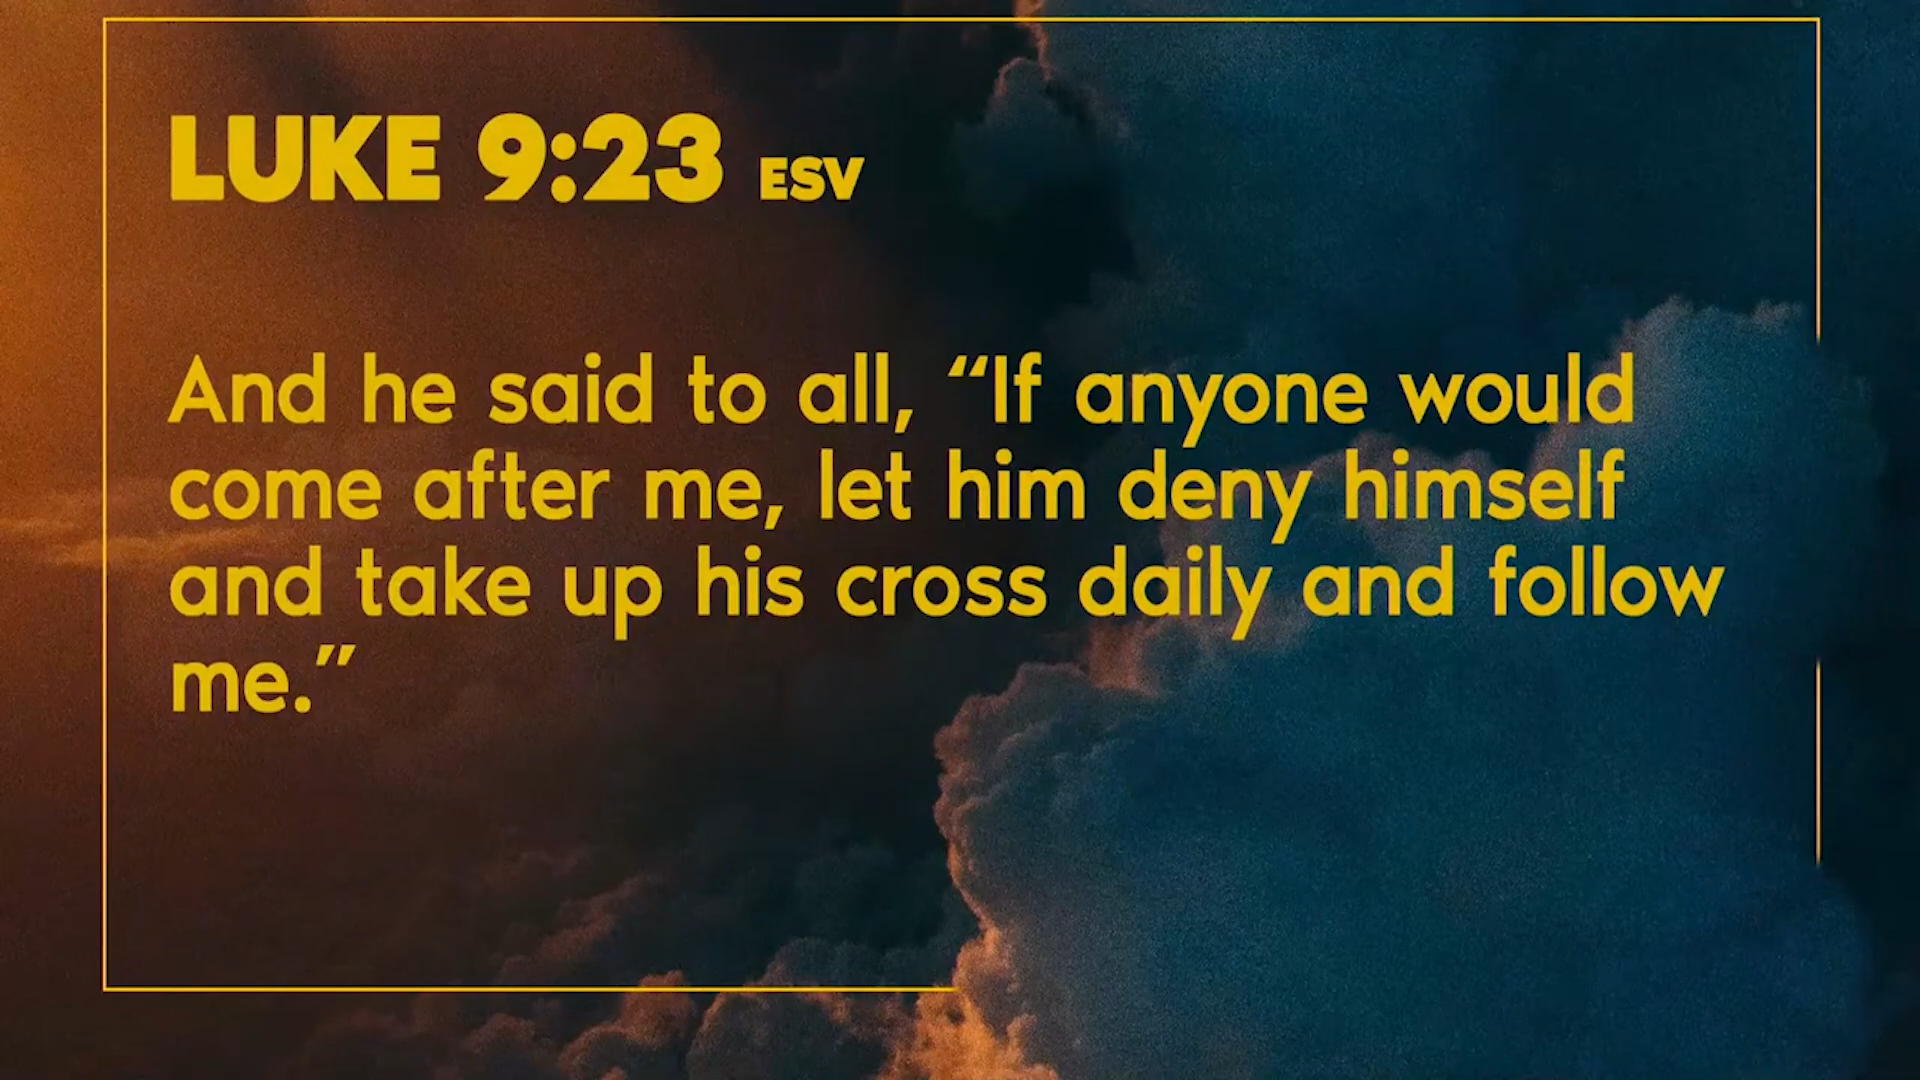 LUKE 9:23 ESV
And he said to all, “If anyone would
come after me, let him deny himself
and take up his cross daily and follow
me.”